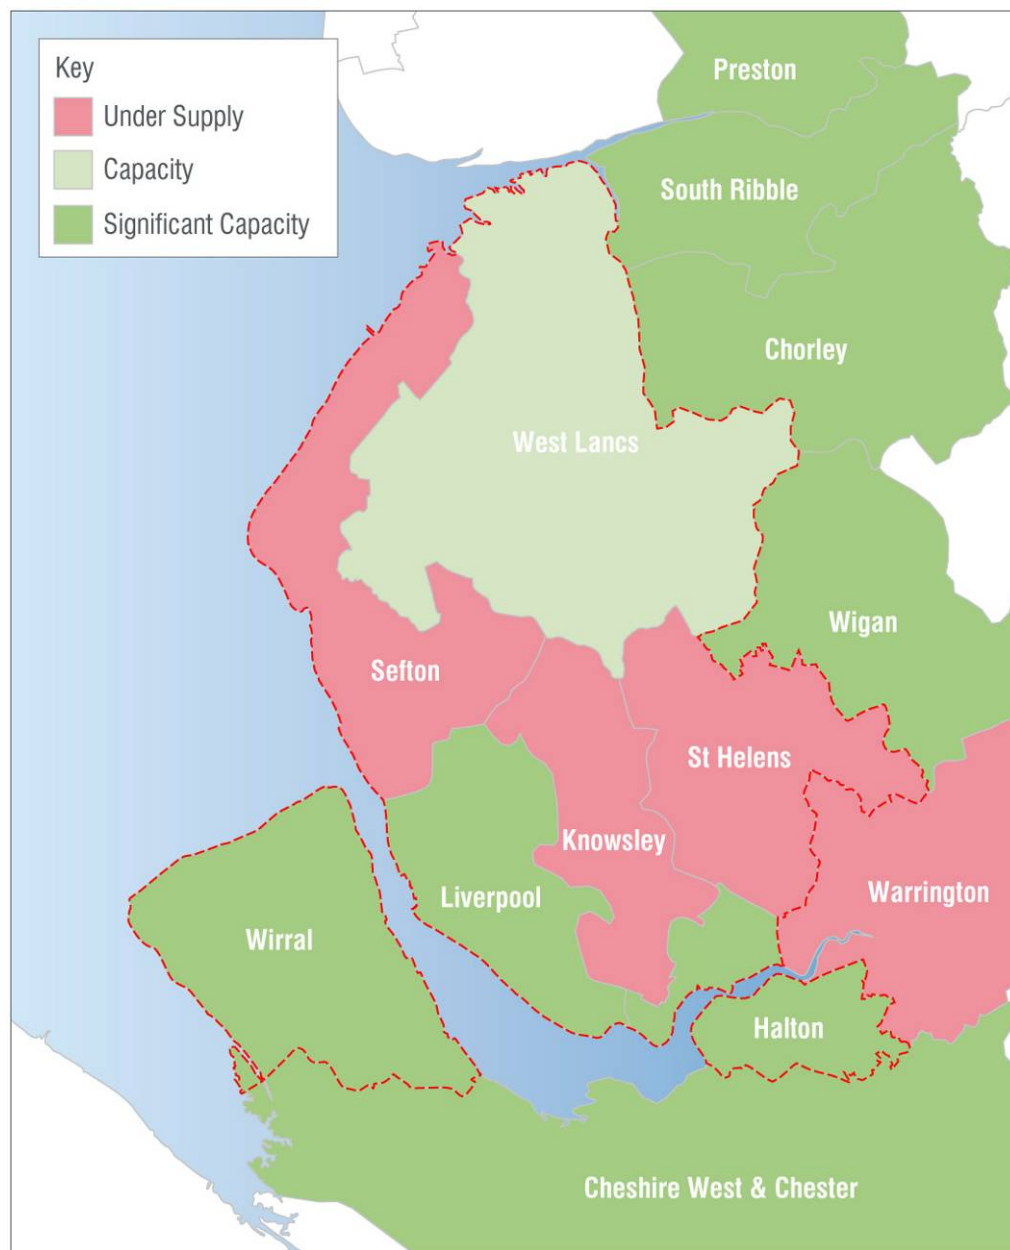 Key
Under Supply
Capacity
Significant Capacity
Preston
South Ribble
Chorley
West Lancs
Wigan
Sefton
St Helens
Knowsley
Warrington
Liverpool
Wirral
Halton
Cheshire West & Chester